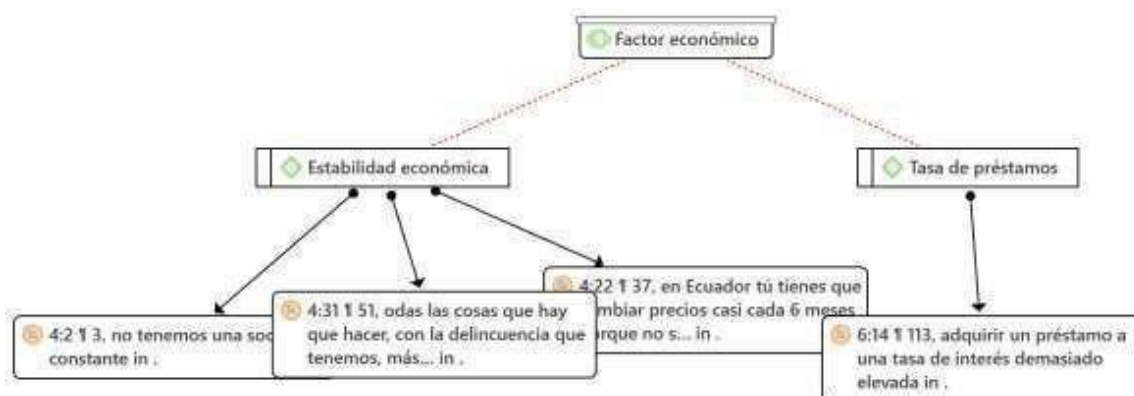 Factor económico
Estabilidad económica
Tasa de préstamos
4:2 ¶ 3, no tenemos una soc
constante in .
4:31 ¶ 51, odas las cosas que hay
que hacer, con la delincuencia que
tenemos, más... in .
4:22 ¶ 37, en Ecuador tú tienes que
mbiar precios casi cada 6 meses
orque no s... in .
6:14 ¶ 113, adquirir un préstamo a
una tasa de interés demasiado
elevada in .